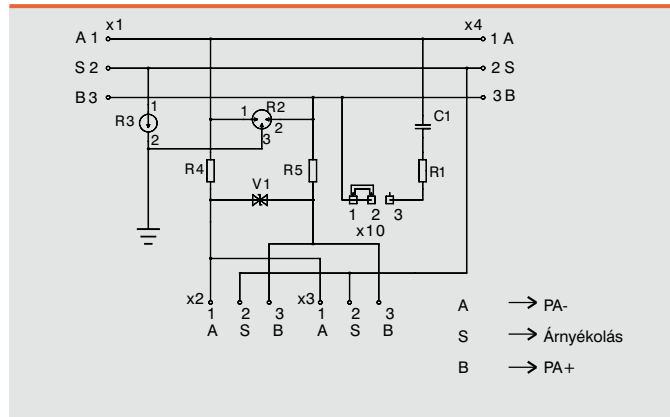 x1 x4
A 1 1 A
S 2 2 S
B 3 3 B
1 R2 C1
R3 1 2
2 3
R4 R5 R1
V1
1 2 3
x10
x2 x3
1 2 3 1 2 3
A S B A S B
A PA-
S Árnyékolás
B PA+